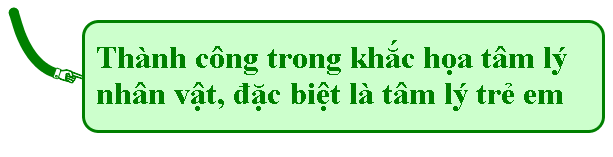 Thành công trong khắc họa tâm lý
nhân vật, đặc biệt là tâm lý trẻ em